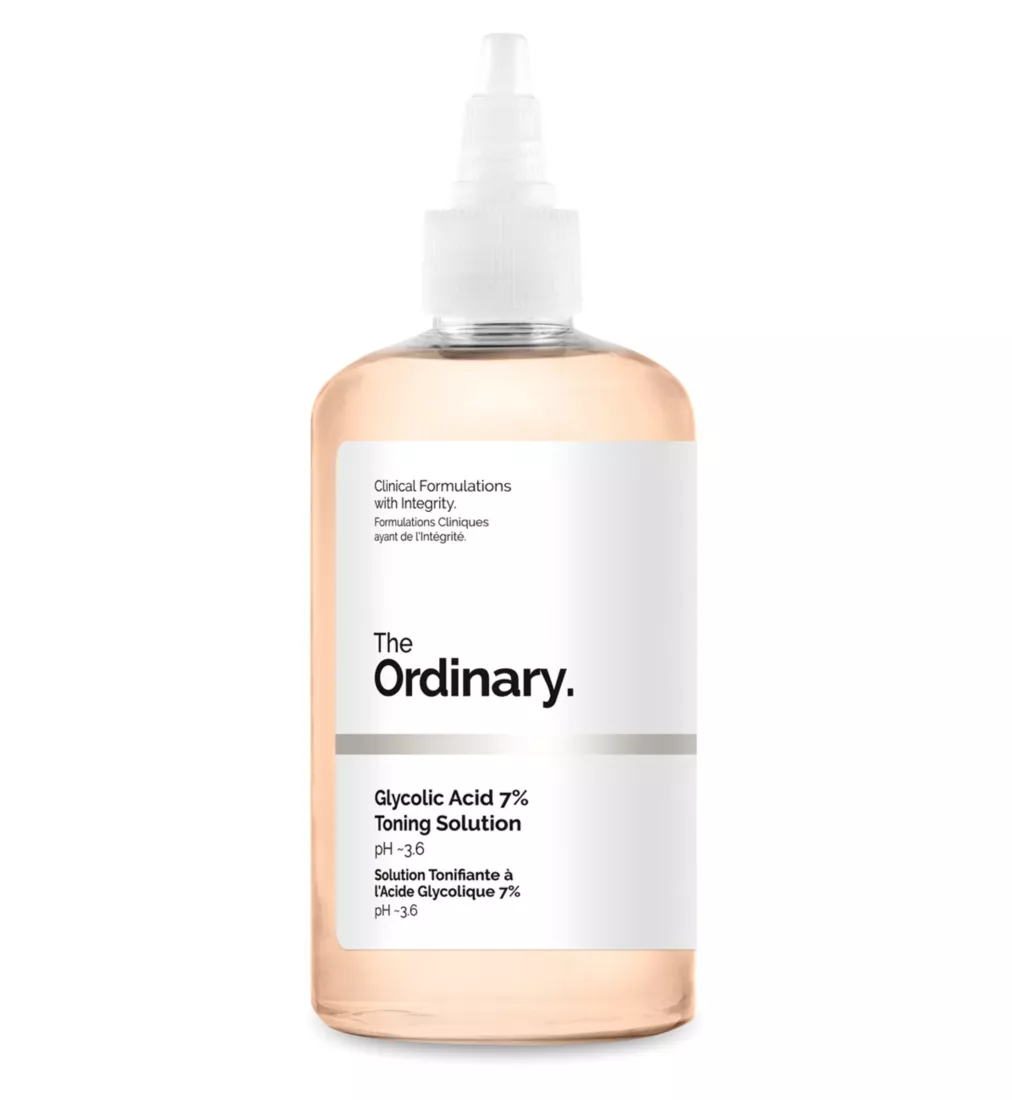 Clinical Formulations
with Integrity.
Formulations Cliniques
ayant de l'Intégrité.
The
Ordinary.
Glycolic Acid 7%
Toning Solution
pH ~3.6
Solution Tonifiante à
l'Acide Glycolique 7%
pH ~3.6